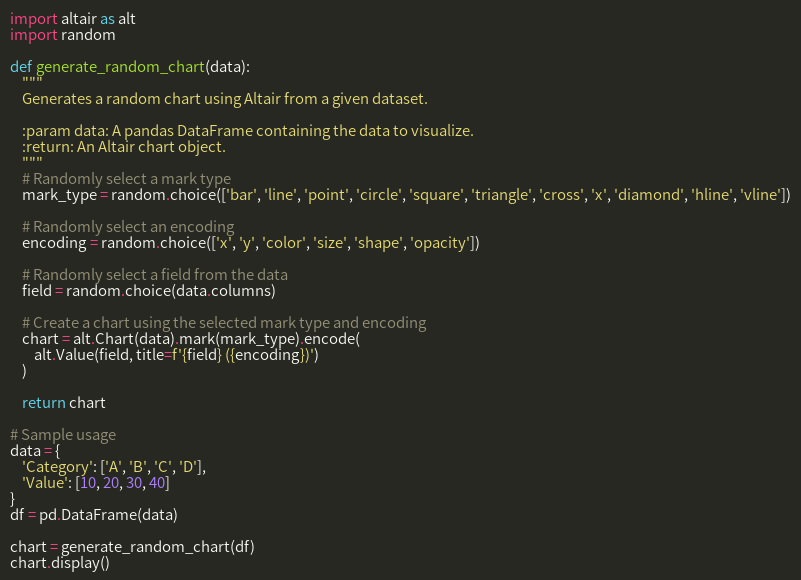 import altair as alt
import random

def generate_random_chart(data):
    """
    Generates a random chart using Altair from a given dataset.

    :param data: A pandas DataFrame containing the data to visualize.
    :return: An Altair chart object.
    """
    # Randomly select a mark type
    mark_type = random.choice(['bar', 'line', 'point', 'circle', 'square', 'triangle', 'cross', 'x', 'diamond', 'hline', 'vline'])

    # Randomly select an encoding
    encoding = random.choice(['x', 'y', 'color', 'size', 'shape', 'opacity'])

    # Randomly select a field from the data
    field = random.choice(data.columns)

    # Create a chart using the selected mark type and encoding
    chart = alt.Chart(data).mark(mark_type).encode(
        alt.Value(field, title=f'{field} ({encoding})')
    )

    return chart

# Sample usage
data = {
    'Category': ['A', 'B', 'C', 'D'],
    'Value': [10, 20, 30, 40]
}
df = pd.DataFrame(data)

chart = generate_random_chart(df)
chart.display()